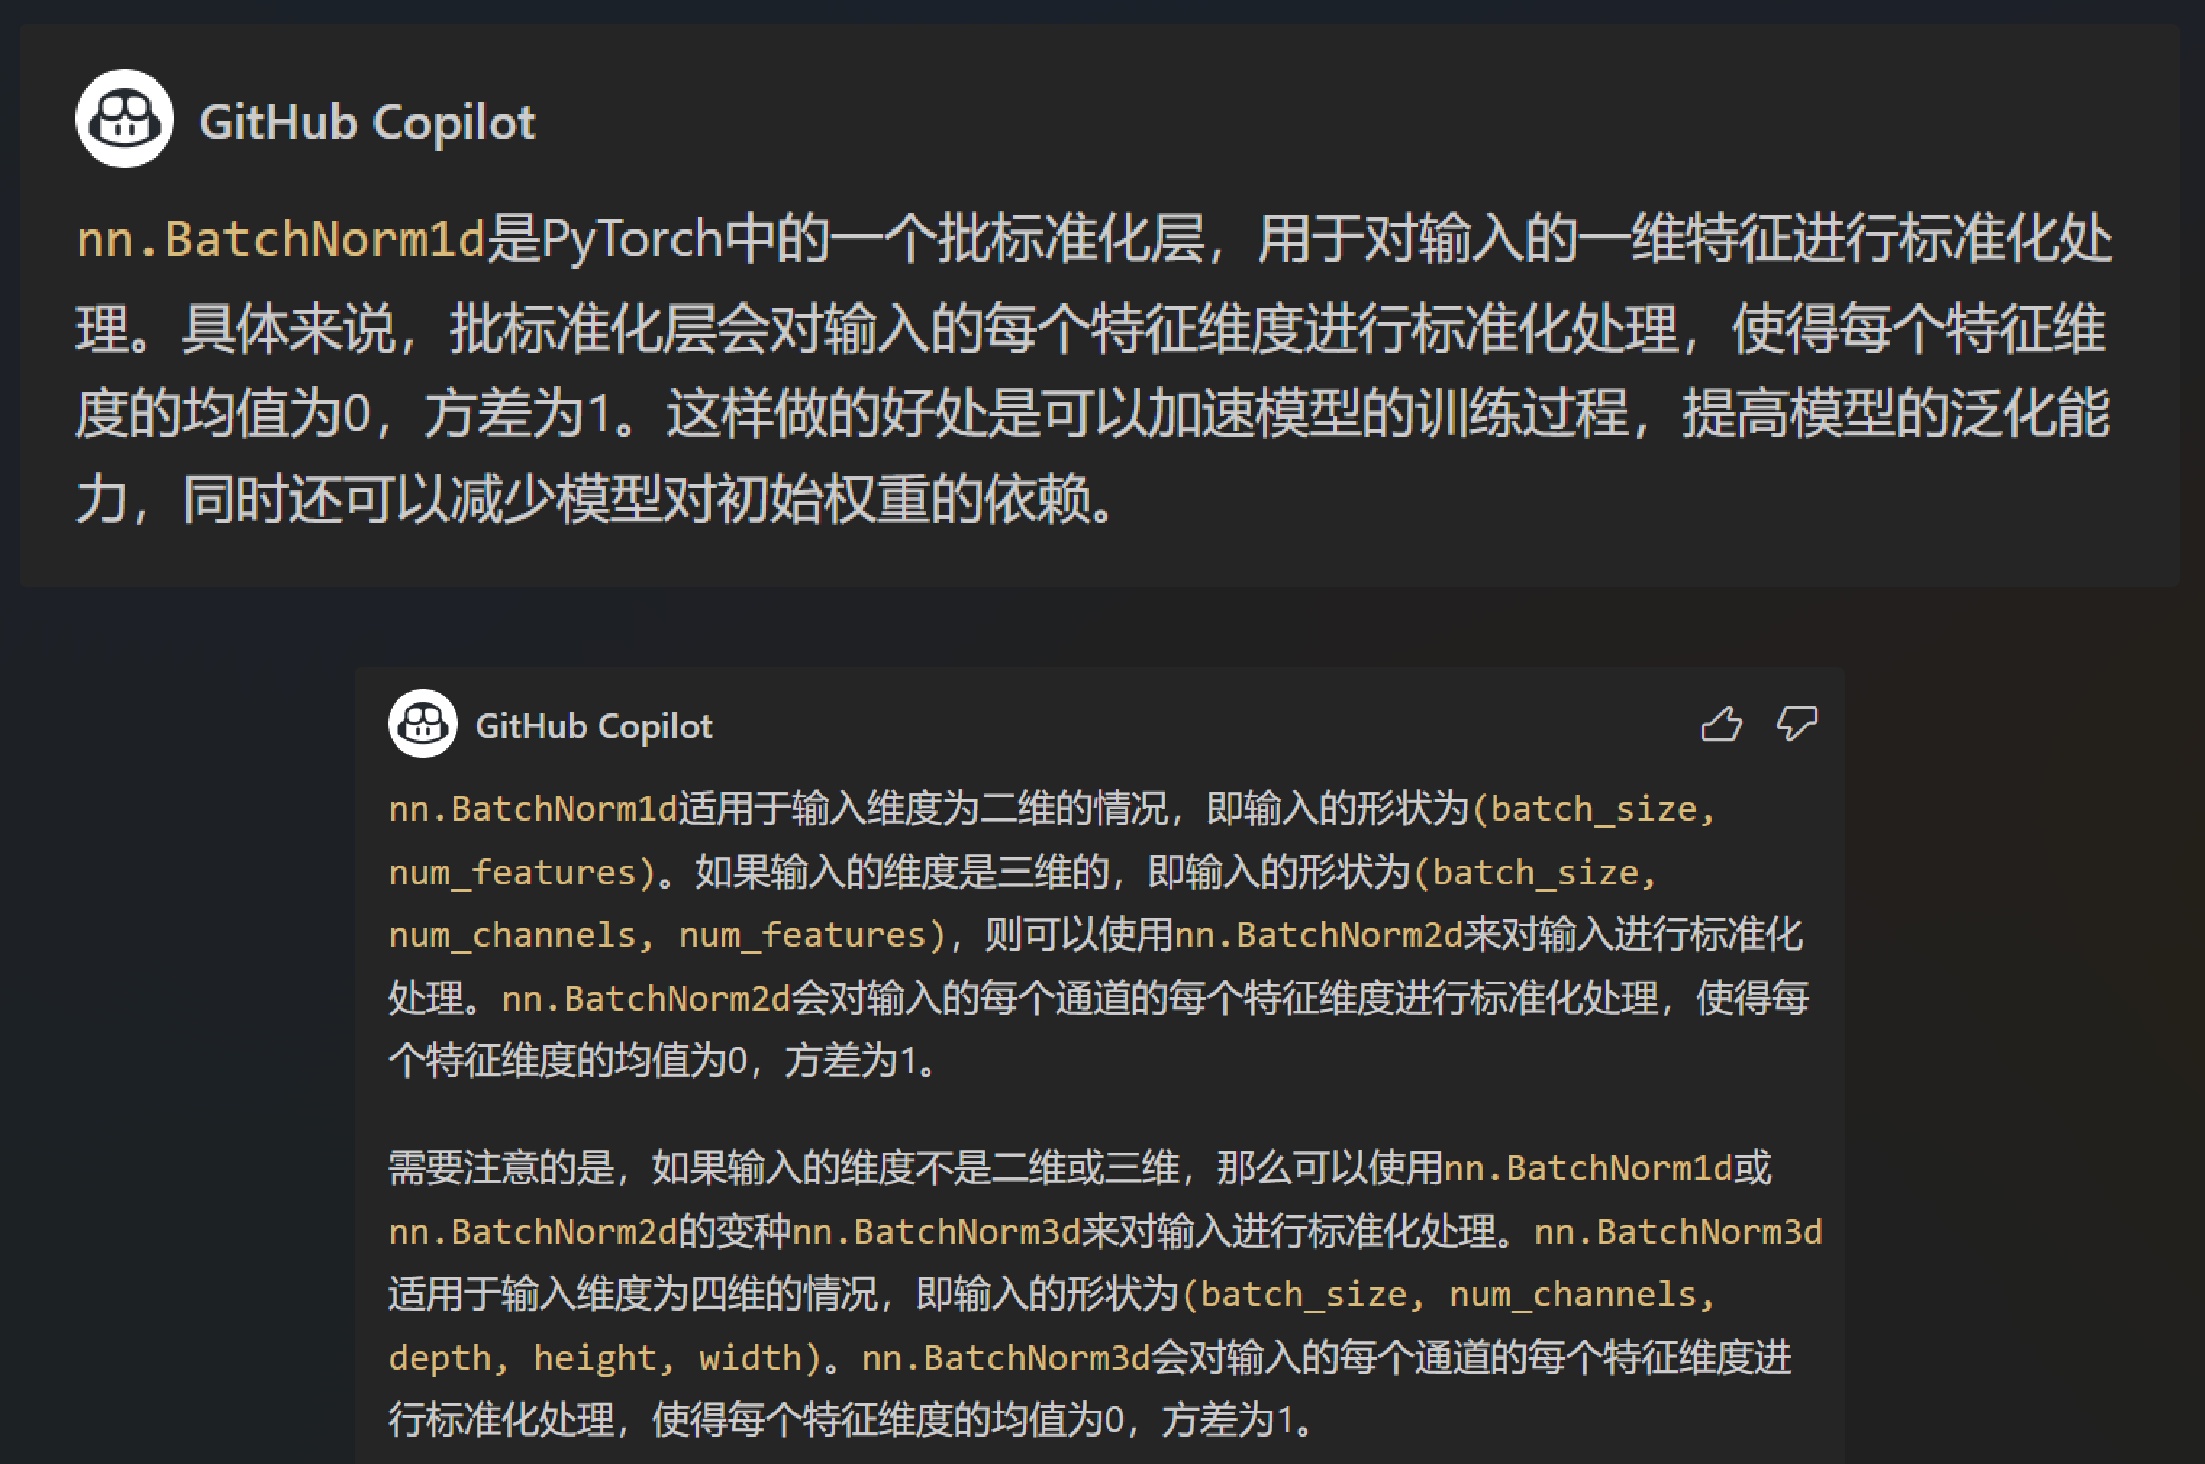 GitHub Copilot
nn.BatchNorm1d是PyTorch中的一个批标准化层，用于对输入的一维特征进行标准化处
理。具体来说，批标准化层会对输入的每个特征维度进行标准化处理，使得每个特征维
度的均值为0，方差为1。这样做的好处是可以加速模型的训练过程，提高模型的泛化能
力，同时还可以减少模型对初始权重的依赖。
GitHub Copilot
nn.BatchNorm1d适用于输入维度为二维的情况，即输入的形状为(batch_size,
num_features)。如果输入的维度是三维的，即输入的形状为(batch_size,
num_channels, num_features)，则可以使用nn.BatchNorm2d来对输入进行标准化
处理。nn.BatchNorm2d会对输入的每个通道的每个特征维度进行标准化处理，使得每
个特征维度的均值为0，方差为1。
需要注意的是，如果输入的维度不是二维或三维，那么可以使用nn.BatchNorm1d或
nn.BatchNorm2d的变种nn.BatchNorm3d来对输入进行标准化处理。nn.BatchNorm3d
适用于输入维度为四维的情况，即输入的形状为(batch_size, num_channels,
depth, height, width)。nn.BatchNorm3d会对输入的每个通道的每个特征维度进
行标准化处理，使得每个特征维度的均值为0，方差为1。